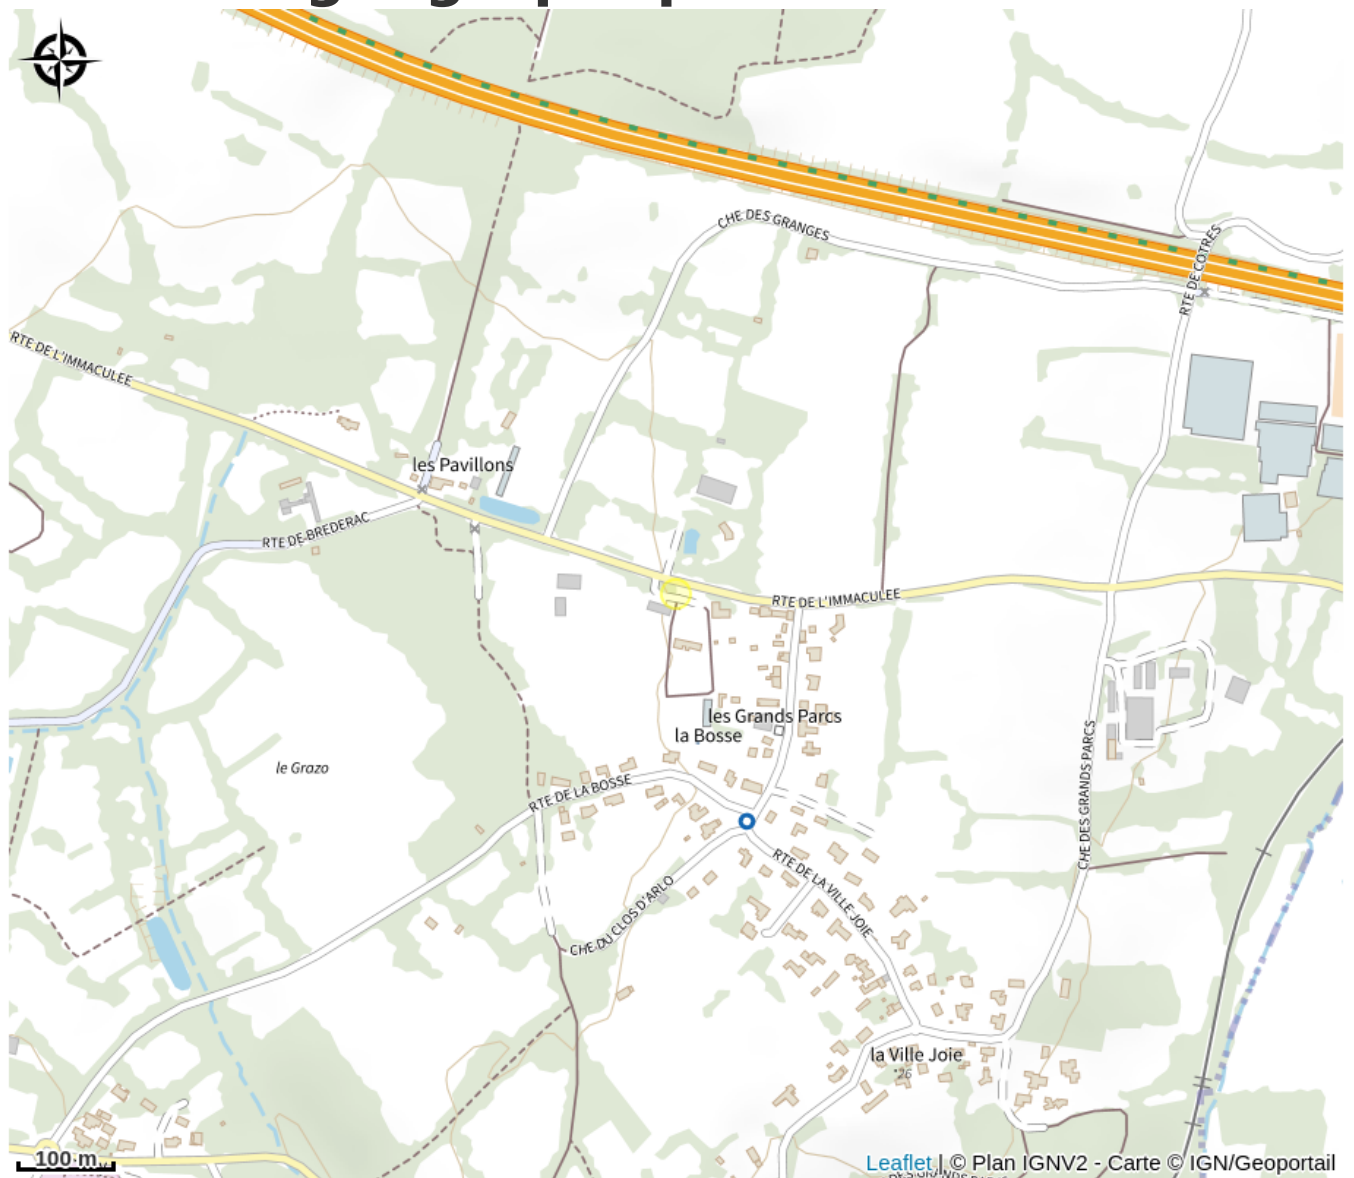 CHE DES GRANGES
RTE DE COTRES
RTE DE L'IMMACULEE
les Pavillons
RTE DE BREDERAC
RTE DE L'IMMACULEE
les Grands Parcs
la Bosse
le Grazo
RTE DE LA BOSSE
CHE DES GRANDS PARCS
RTE DE LA VILLE JOIE
CHE DU CLOS D'ARLO
la Ville Joie
26
100 m
Leaflet | © Plan IGNV2 - Carte © IGN/Geoportail